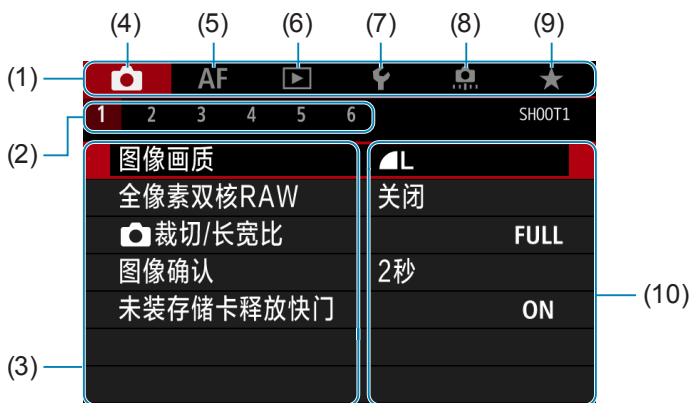 (4) (5) (6) (7) (8) (9)
(1) AF
(2) 1 2 3 4 5 6 SHOOT1
图像画质 L
全像素双核RAW 关闭
裁切/长宽比 FULL
图像确认 2秒
未装存储卡释放快门 ON
(10)
(3)